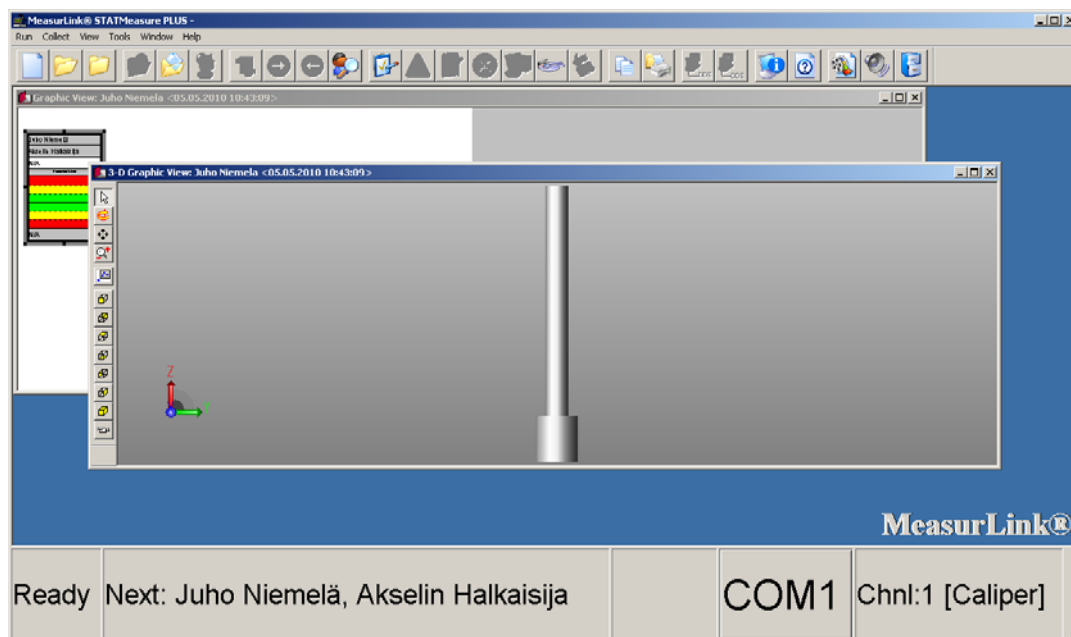 MeasurLink® STATMeasure PLUS -
Run Collect View Tools Window Help
Graphic View: Juho Niemela <05.05.2010 10:43:09>
Juho Niemelä
N/A
3-D Graphic View: Juho Niemela <05.05.2010 10:43:09>
N/A
Z
Y
MeasurLink®
Ready
Next: Juho Niemelä, Akselin Halkaisija
COM1
Chnl:1 [Caliper]